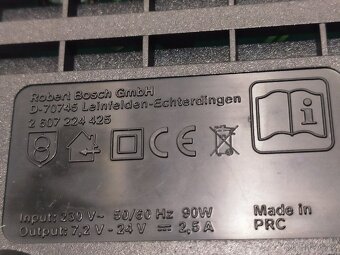 Robert Bosch GmbH
D-70745 Leinfelden-Echterdingen
2 607 224 425
CE
i
Input: 230 V~ 50/60 Hz 90W
Output: 7,2 V - 24 V = 2,5 A
Made in
PRC